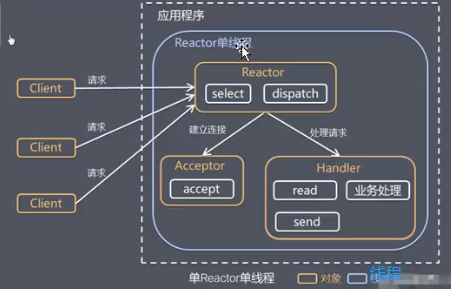 应用程序
Reactor单线程
Reactor
select
dispatch
Client
请求
Client
请求
Client
请求
建立连接
处理请求
Acceptor
accept
Handler
read
业务处理
send
单Reactor单线程
对象
线程